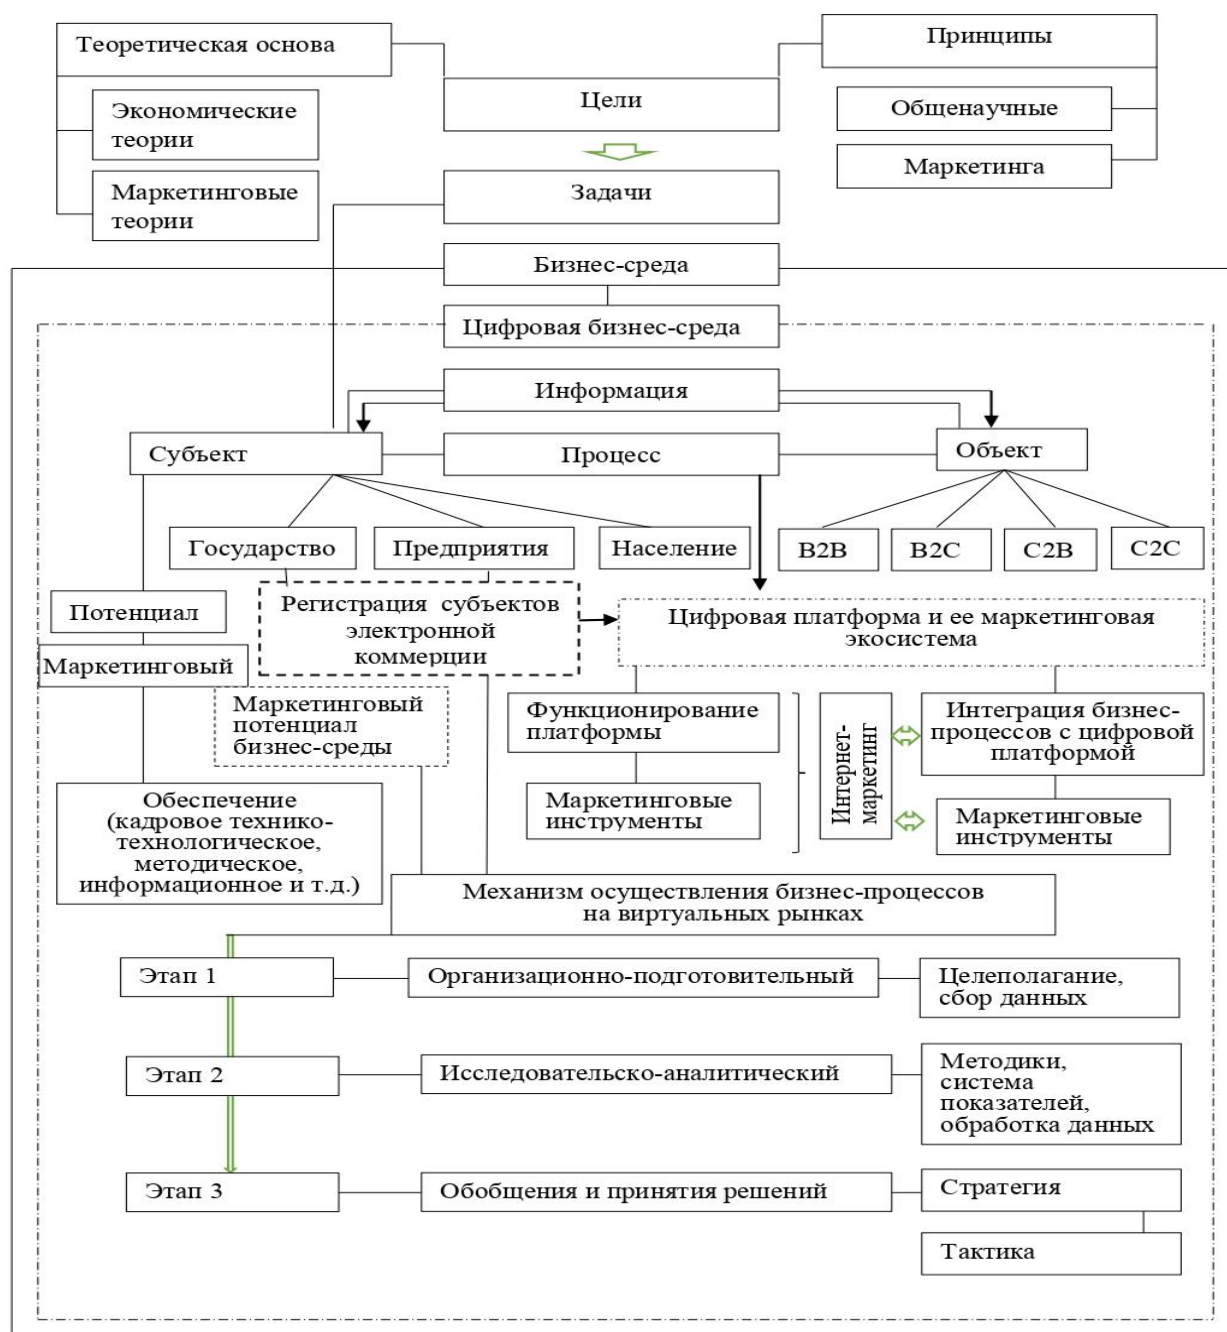 Теоретическая основа
Принципы
Цели
Экономические
теории
Общенаучные
Маркетинга
Маркетинговые
теории
Задачи
Бизнес-среда
Цифровая бизнес-среда
Информация
Субъект
Процесс
Объект
Государство
Предприятия
Население
B2B
B2C
C2B
C2C
Потенциал
Регистрация субъектов
электронной
коммерции
Цифровая платформа и ее маркетинговая
экосистема
Маркетинговый
Маркетинговый
потенциал
бизнес-среды
Функционирование
платформы
Интернет-
маркетинг
Интеграция бизнес-
процессов с цифровой
платформой
Маркетинговые
инструменты
Маркетинговые
инструменты
Обеспечение
(кадровое технико-
технологическое,
методическое,
информационное и т.д.)
Механизм осуществления бизнес-процессов
на виртуальных рынках
Этап 1
Организационно-подготовительный
Целеполагание,
сбор данных
Этап 2
Исследовательско-аналитический
Методики,
система
показателей,
обработка данных
Этап 3
Обобщения и принятия решений
Стратегия
Тактика